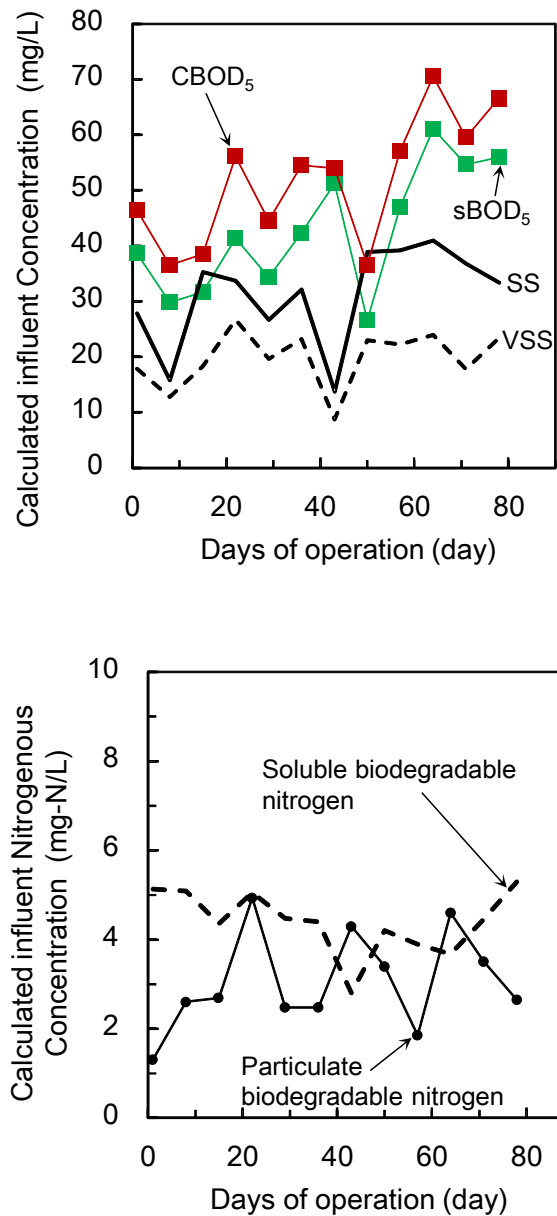 Calculated influent Concentration (mg/L)
80
70
60
50
40
30
20
10
0
CBOD₅
sBOD₅
SS
VSS
0 20 40 60 80
Days of operation (day)
Calculated influent Nitrogenous
Concentration (mg-N/L)
10
8
6
4
2
0
Soluble biodegradable
nitrogen
Particulate
biodegradable nitrogen
0 20 40 60 80
Days of operation (day)